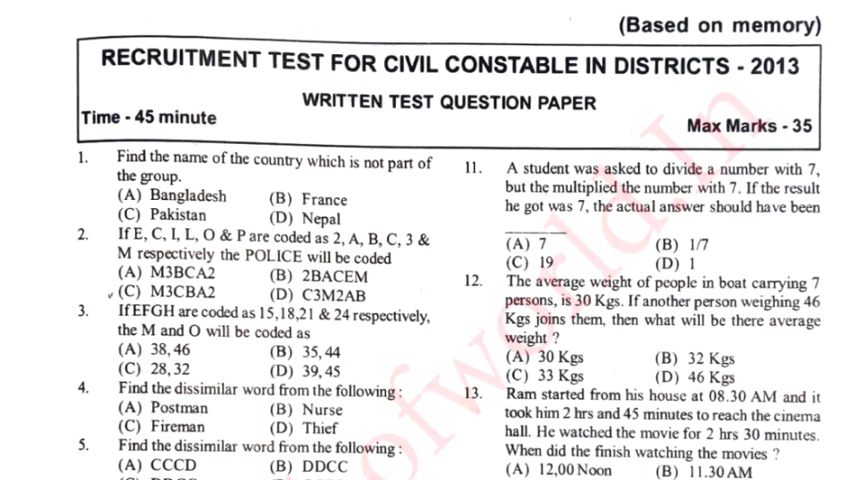 (Based on memory)
RECRUITMENT TEST FOR CIVIL CONSTABLE IN DISTRICTS - 2013
WRITTEN TEST QUESTION PAPER
Time - 45 minute
Max Marks - 35
1. Find the name of the country which is not part of
the group.
(A) Bangladesh (B) France
(C) Pakistan (D) Nepal
2. If E, C, I, L, O & P are coded as 2, A, B, C, 3 &
M respectively the POLICE will be coded
(A) M3BCA2 (B) 2BACEM
(C) M3CBA2 (D) C3M2AB
3. If EFGH are coded as 15,18,21 & 24 respectively,
the M and O will be coded as
(A) 38, 46 (B) 35, 44
(C) 28, 32 (D) 39, 45
4. Find the dissimilar word from the following :
(A) Postman (B) Nurse
(C) Fireman (D) Thief
5. Find the dissimilar word from the following :
(A) CCCD (B) DDCC
11. A student was asked to divide a number with 7,
but the multiplied the number with 7. If the result
he got was 7, the actual answer should have been
________
(A) 7 (B) 1/7
(C) 19 (D) 1
12. The average weight of people in boat carrying 7
persons, is 30 Kgs. If another person weighing 46
Kgs joins them, then what will be there average
weight ?
(A) 30 Kgs (B) 32 Kgs
(C) 33 Kgs (D) 46 Kgs
13. Ram started from his house at 08.30 AM and it
took him 2 hrs and 45 minutes to reach the cinema
hall. He watched the movie for 2 hrs 30 minutes.
When did the finish watching the movies ?
(A) 12,00 Noon (B) 11.30 AM
ofworld.In